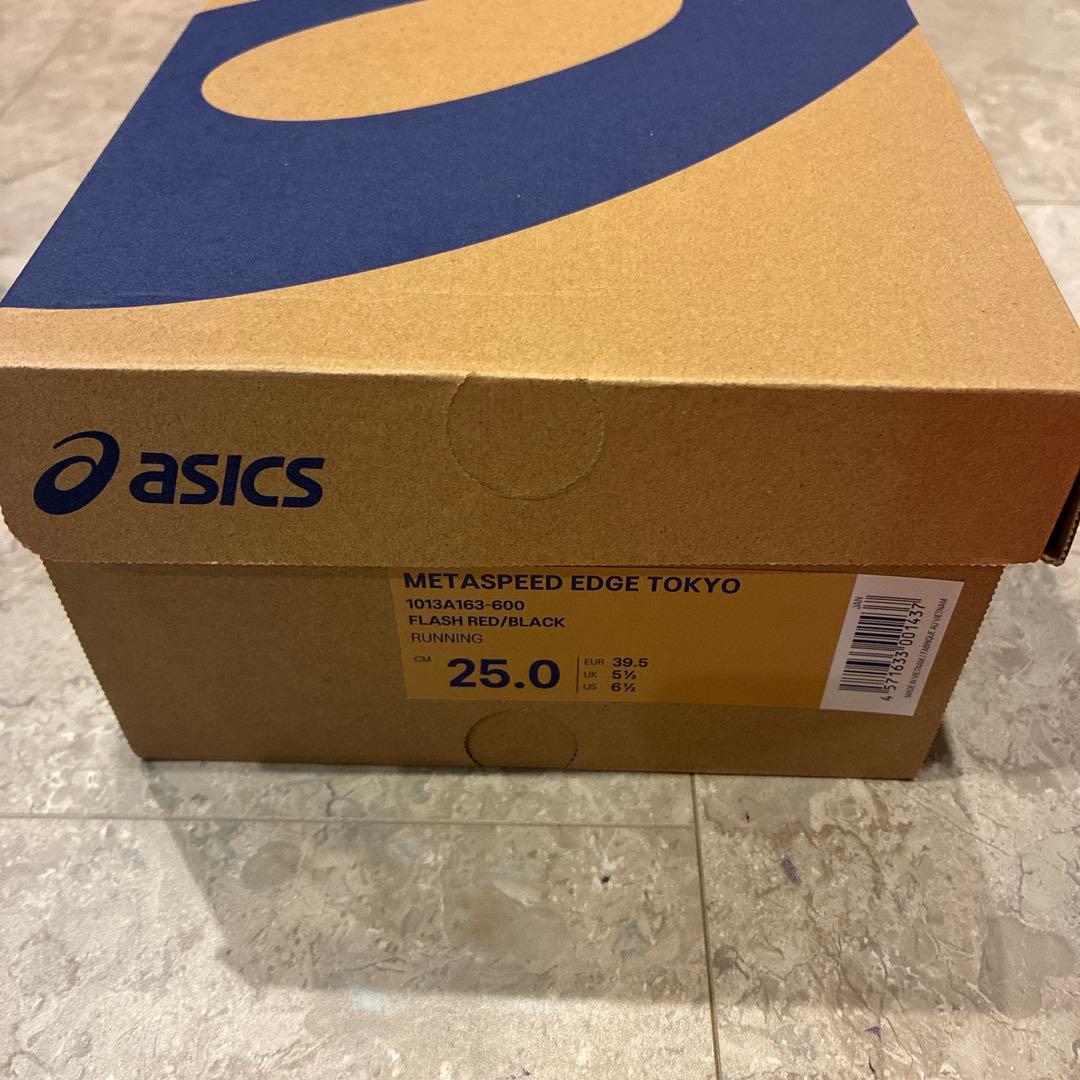 asics
METASPEED EDGE TOKYO
1013A163-600
FLASH RED/BLACK
RUNNING
CM 25.0
EUR 39.5
UK 5½
US 6½
JAN
4 571633 001437
MADE IN VIETNAM / FABRIQUE AU VIETNAM